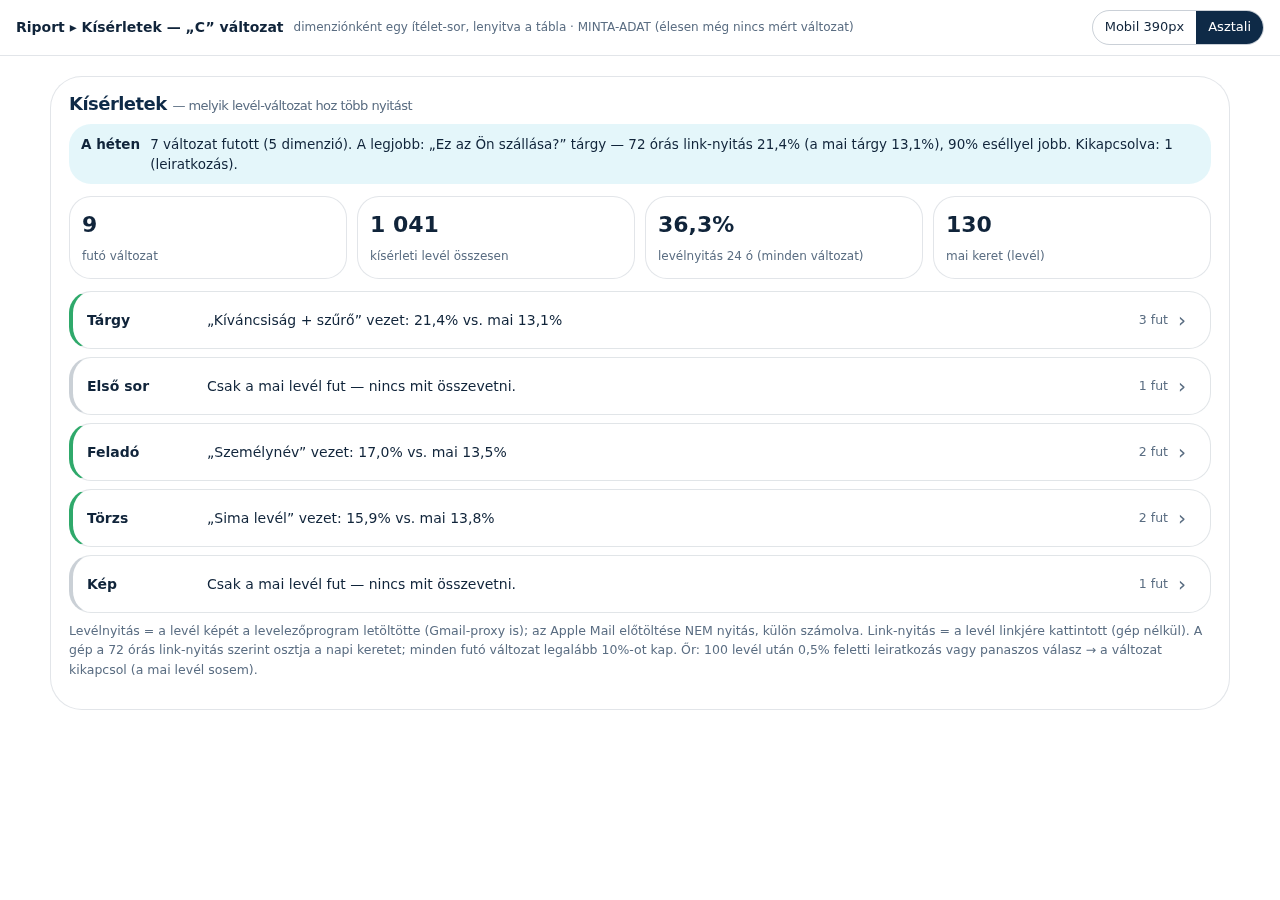 Riport ▸ Kísérletek — „C” változat dimenziónként egy ítélet-sor, lenyitva a tábla · MINTA-ADAT (élesen még nincs mért változat) Mobil 390px Asztali
Kísérletek — melyik levél-változat hoz több nyitást
A héten 7 változat futott (5 dimenzió). A legjobb: „Ez az Ön szállása?” tárgy — 72 órás link-nyitás 21,4% (a mai tárgy 13,1%), 90% eséllyel jobb. Kikapcsolva: 1
(leiratkozás).
9
futó változat
1 041
kísérleti levél összesen
36,3%
levélnyitás 24 ó (minden változat)
130
mai keret (levél)
Tárgy „Kíváncsiság + szűrő” vezet: 21,4% vs. mai 13,1% 3 fut ›
Első sor Csak a mai levél fut — nincs mit összevetni. 1 fut ›
Feladó „Személynév” vezet: 17,0% vs. mai 13,5% 2 fut ›
Törzs „Sima levél” vezet: 15,9% vs. mai 13,8% 2 fut ›
Kép Csak a mai levél fut — nincs mit összevetni. 1 fut ›
Levélnyitás = a levél képét a levelezőprogram letöltötte (Gmail-proxy is); az Apple Mail előtöltése NEM nyitás, külön számolva. Link-nyitás = a levél linkjére kattintott (gép nélkül). A
gép a 72 órás link-nyitás szerint osztja a napi keretet; minden futó változat legalább 10%-ot kap. Őr: 100 levél után 0,5% feletti leiratkozás vagy panaszos válasz → a változat
kikapcsol (a mai levél sosem).